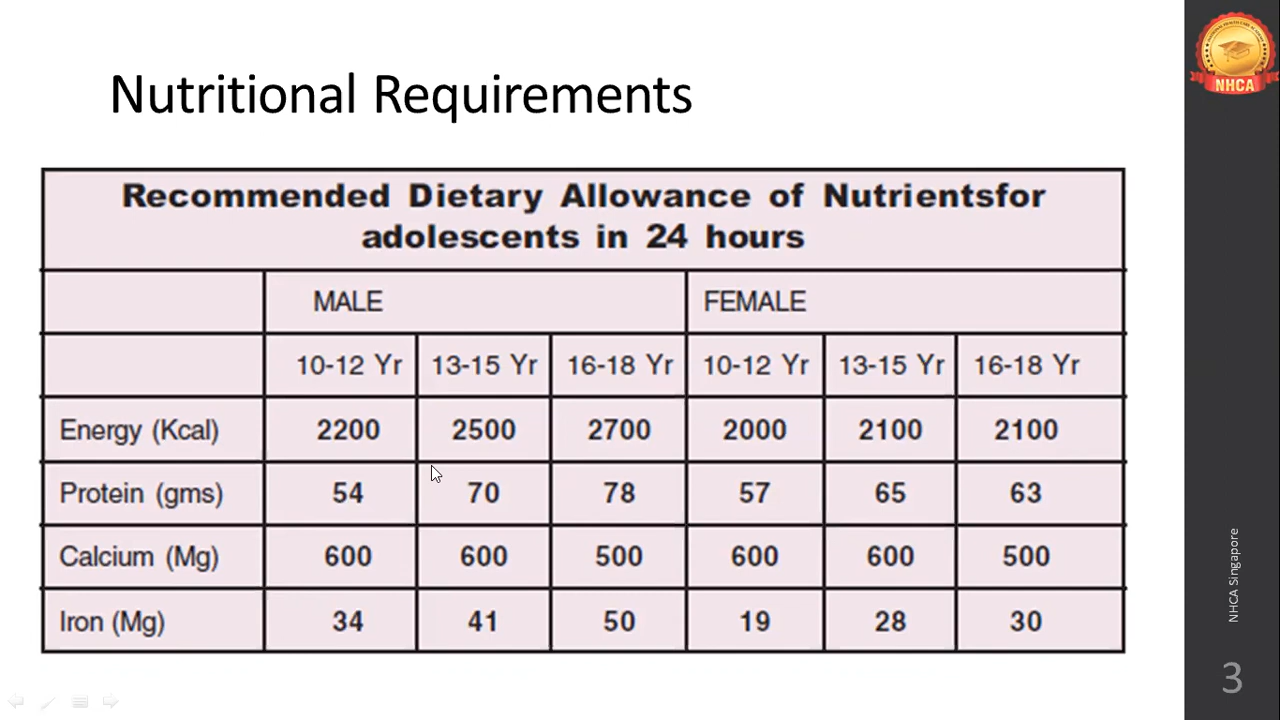 Nutritional Requirements
Recommended Dietary Allowance of Nutrientsfor
adolescents in 24 hours
MALE FEMALE
10-12 Yr 13-15 Yr 16-18 Yr 10-12 Yr 13-15 Yr 16-18 Yr
Energy (Kcal) 2200 2500 2700 2000 2100 2100
Protein (gms) 54 70 78 57 65 63
Calcium (Mg) 600 600 500 600 600 500
Iron (Mg) 34 41 50 19 28 30
NHCA
NHCA Singapore
3